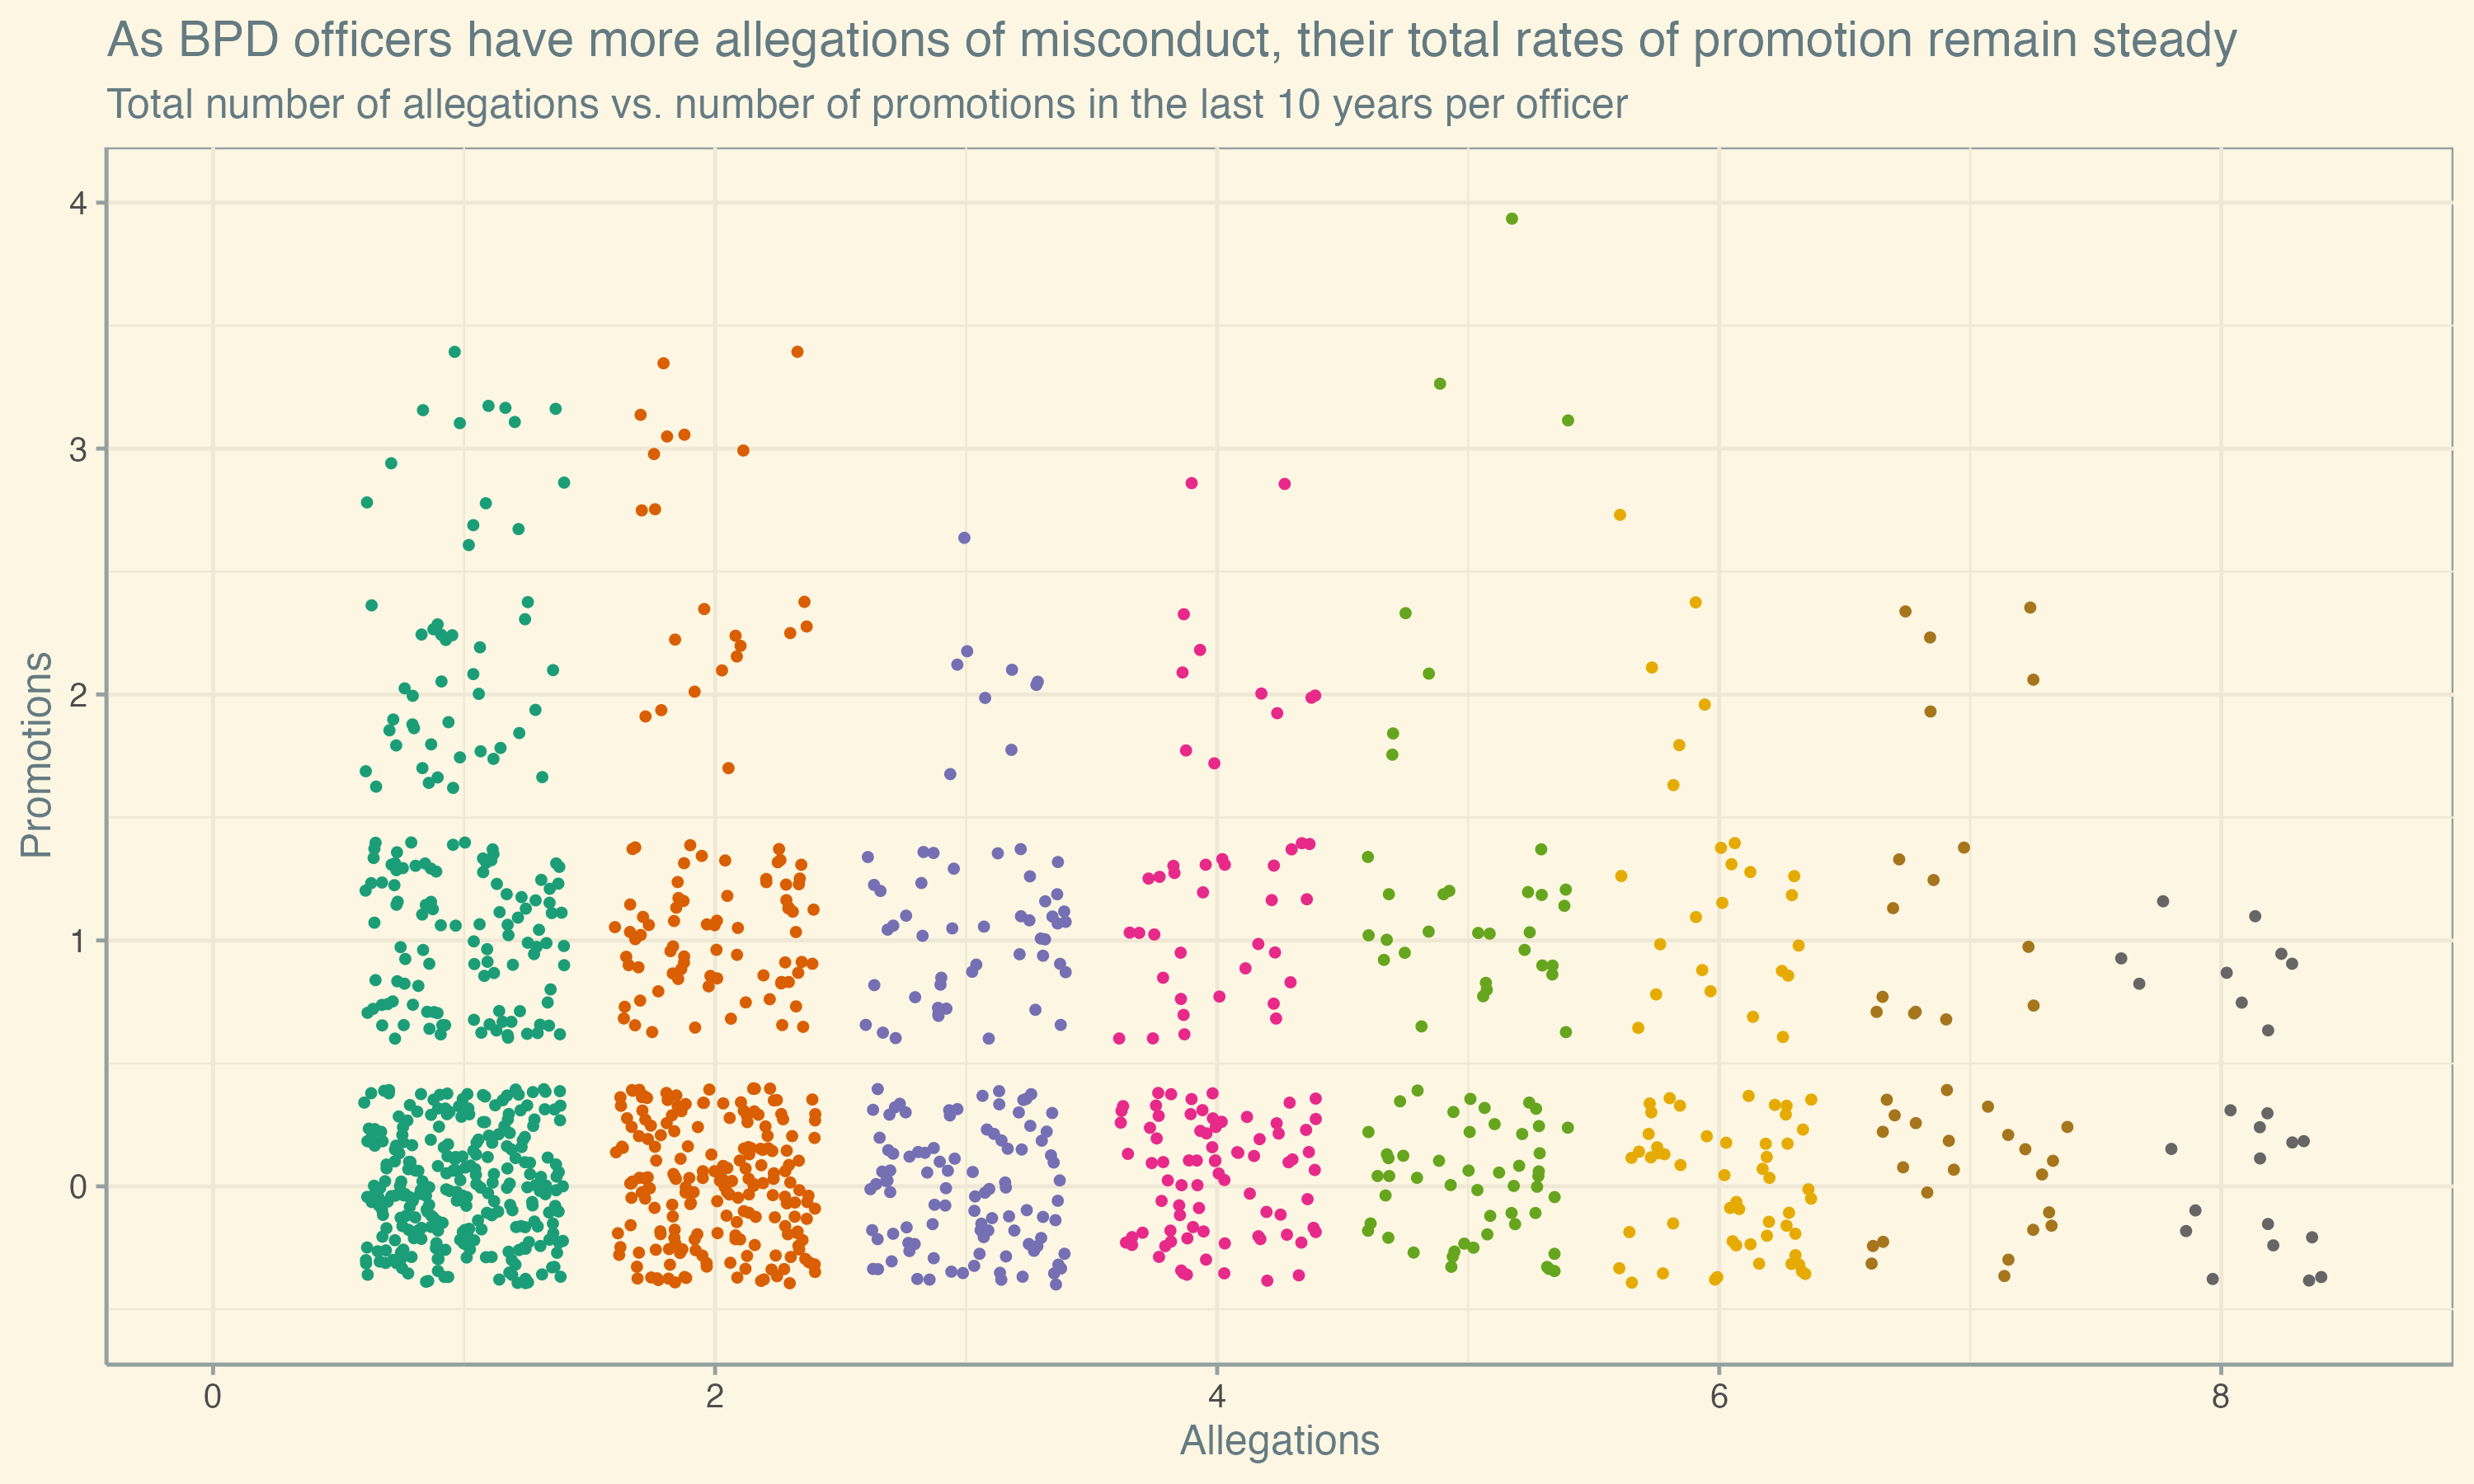 As BPD officers have more allegations of misconduct, their total rates of promotion remain steady
Total number of allegations vs. number of promotions in the last 10 years per officer
4
3
2
1
0
Promotions
0 2 4 6 8
Allegations